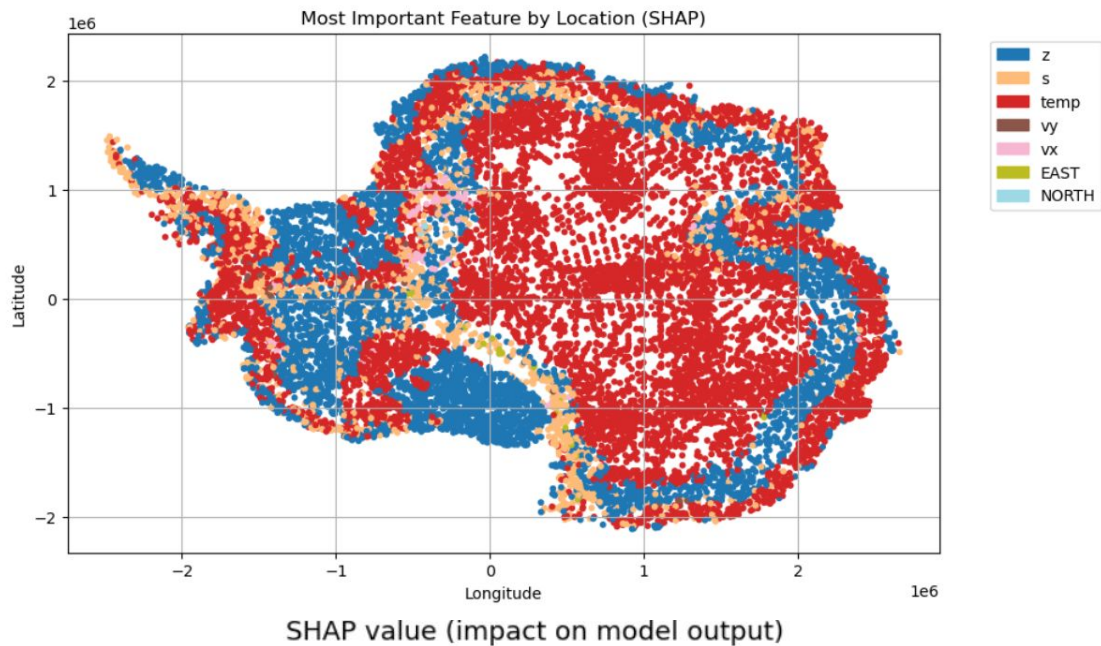 Most Important Feature by Location (SHAP)
1e6
z
s
temp
vy
vx
EAST
NORTH
2
1
0
−1
−2
Latitude
−2
−1
0
1
2
Longitude
1e6
SHAP value (impact on model output)